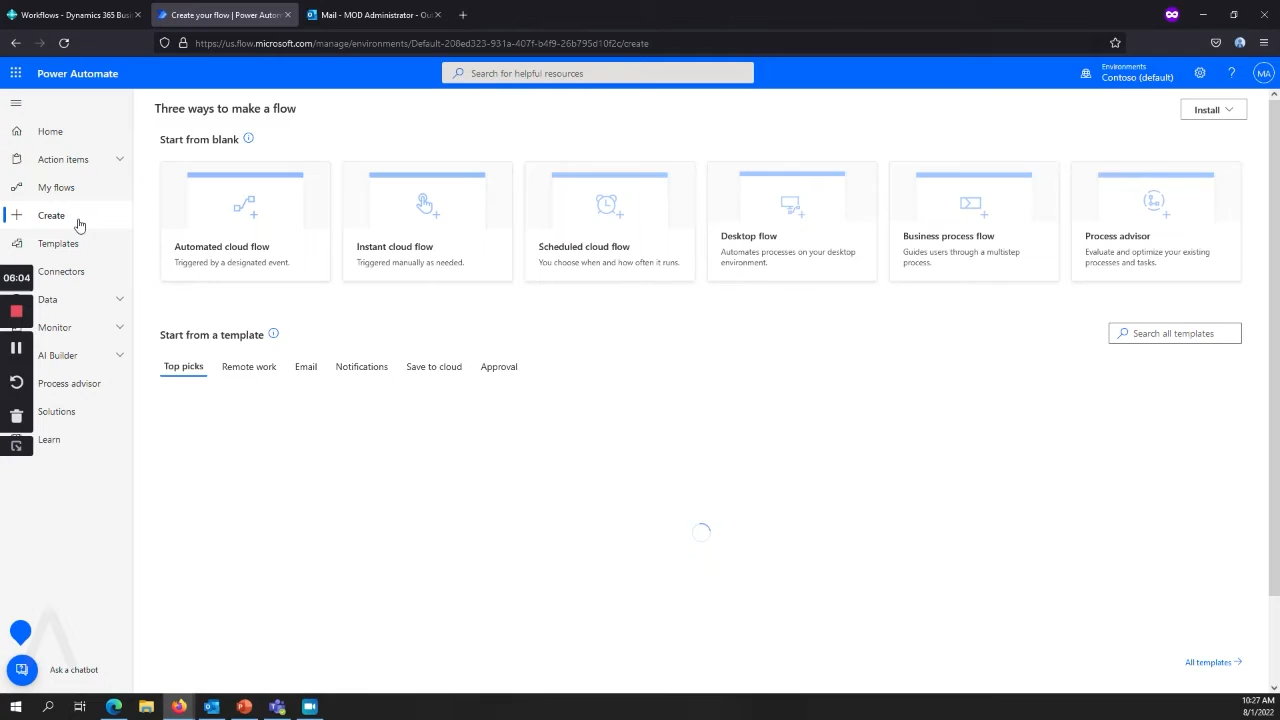 Workflows - Dynamics 365 Busi
Create your flow | Power Automat
Mail - MOD Administrator - Out
https://us.flow.microsoft.com/manage/environments/Default-208ed323-931a-407f-b4f9-26b795d10f2c/create
Power Automate
Search for helpful resources
Environments
Contoso (default)
MA
Home
Action items
My flows
Create
Templates
Connectors
Data
Monitor
AI Builder
Process advisor
Solutions
Learn
06:04
Ask a chatbot
Three ways to make a flow
Install
Start from blank
Automated cloud flow
Triggered by a designated event.
Instant cloud flow
Triggered manually as needed.
Scheduled cloud flow
You choose when and how often it runs.
Desktop flow
Automates processes on your desktop
environment.
Business process flow
Guides users through a multistep
process.
Process advisor
Evaluate and optimize your existing
processes and tasks.
Start from a template
Search all templates
Top picks
Remote work
Email
Notifications
Save to cloud
Approval
All templates
10:27 AM
8/1/2022